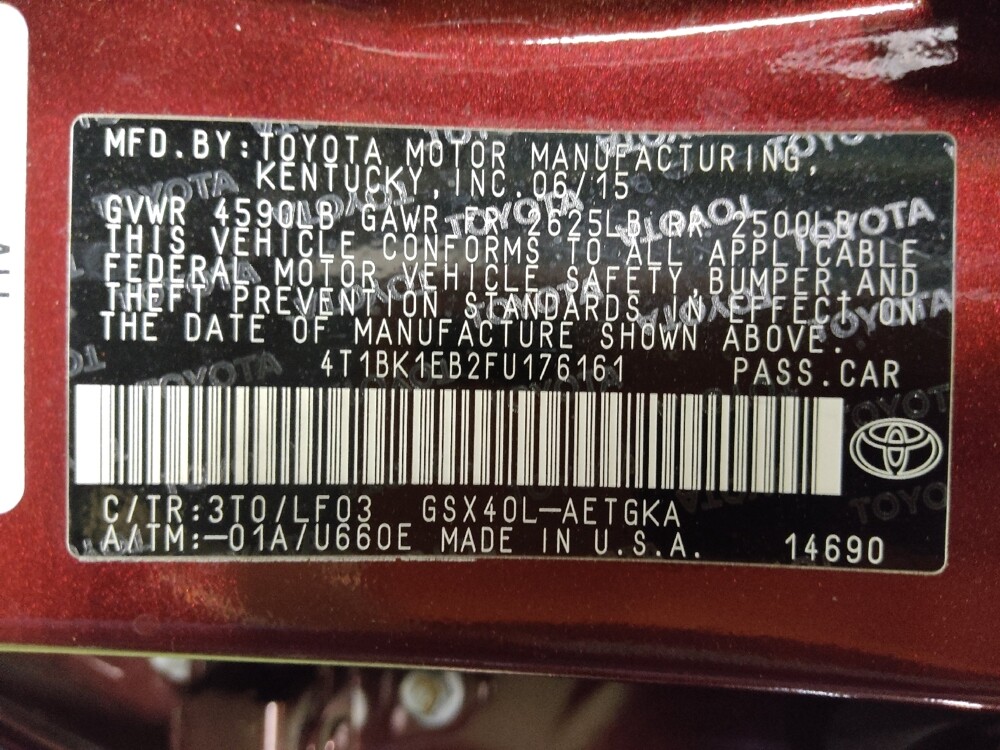 MFD.BY:TOYOTA MOTOR MANUFACTURING,
KENTUCKY,INC.06/15
GVWR 4590LB GAWR FR 2625LB RR 2500LB
THIS VEHICLE CONFORMS TO ALL APPLICABLE
FEDERAL MOTOR VEHICLE SAFETY,BUMPER,AND
THEFT PREVENTION STANDARDS IN EFFECT ON
THE DATE OF MANUFACTURE SHOWN ABOVE.
4T1BK1EB2FU176161 PASS.CAR
C/TR:3T0/LF03 GSX40L-AETGKA
A/TM:-01A/U660E MADE IN U.S.A. 14690